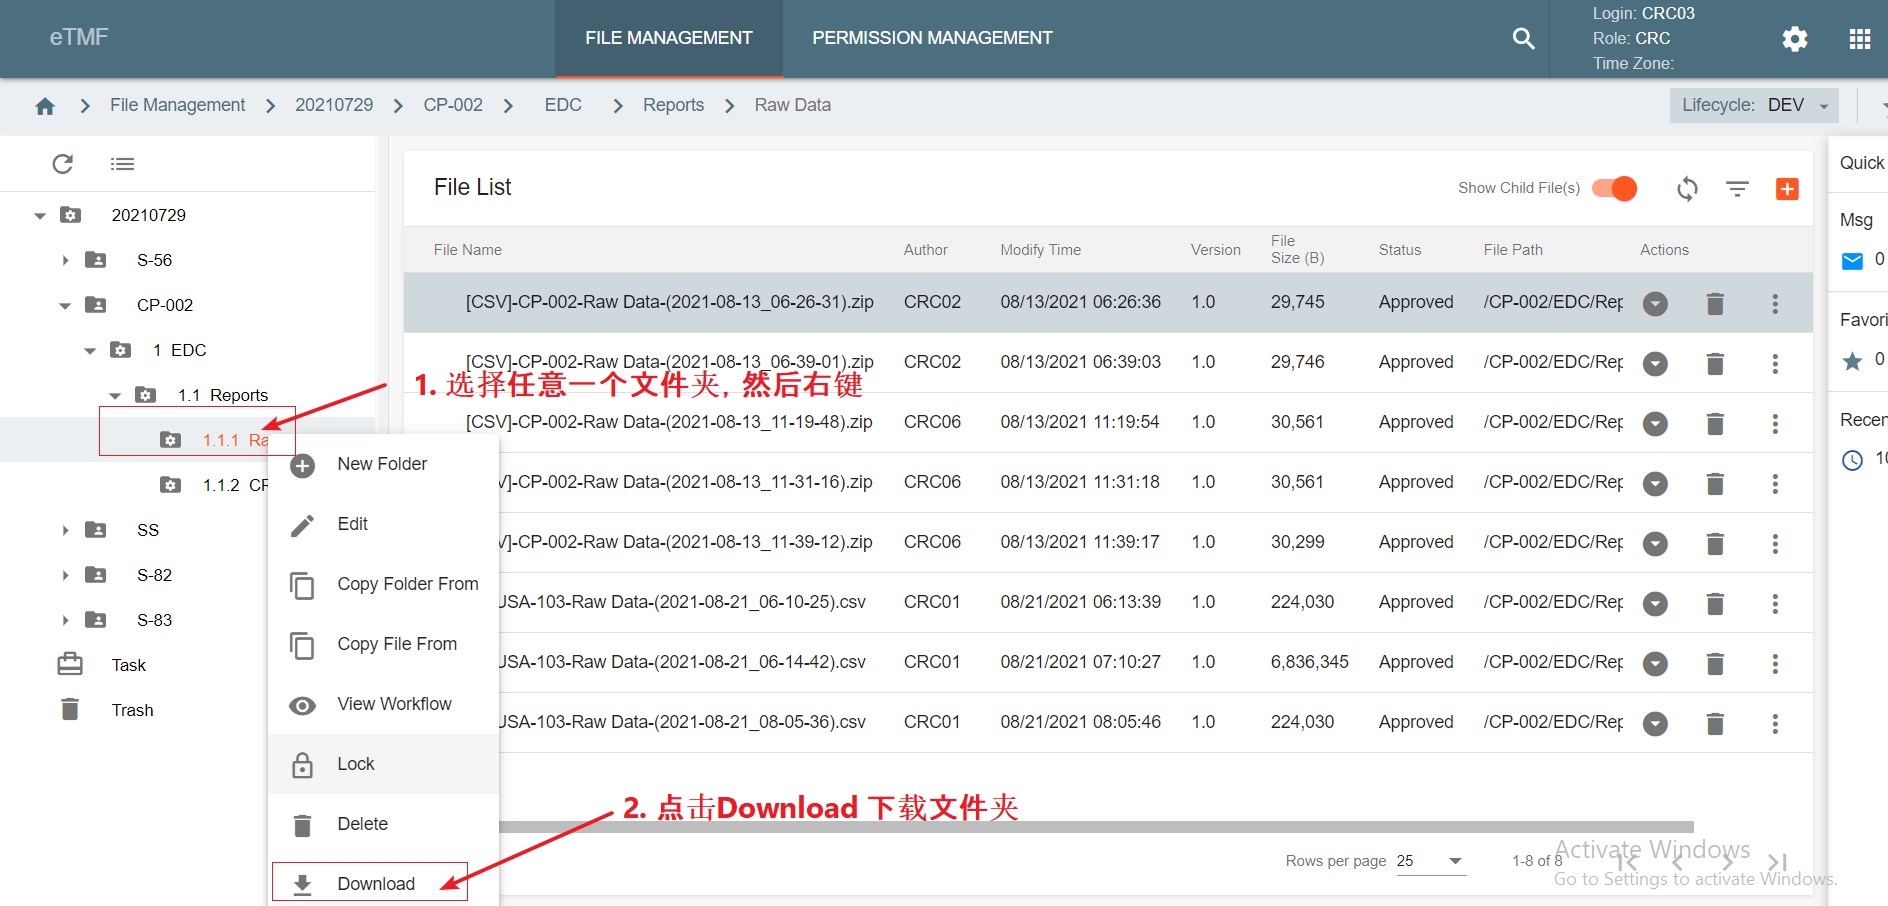 eTMF
FILE MANAGEMENT
PERMISSION MANAGEMENT
Login: CRC03
Role: CRC
Time Zone:
File Management
20210729
CP-002
EDC
Reports
Raw Data
Lifecycle: DEV
20210729
S-56
CP-002
1 EDC
1.1 Reports
1.1.1 Ra
1.1.2 CR
SS
S-82
S-83
Task
Trash
New Folder
Edit
Copy Folder From
Copy File From
View Workflow
Lock
Delete
Download
File List
Show Child File(s)
File Name Author Modify Time Version File Size (B) Status File Path Actions
[CSV]-CP-002-Raw Data-(2021-08-13_06-26-31).zip CRC02 08/13/2021 06:26:36 1.0 29,745 Approved /CP-002/EDC/Rep
[CSV]-CP-002-Raw Data-(2021-08-13_06-39-01).zip CRC02 08/13/2021 06:39:03 1.0 29,746 Approved /CP-002/EDC/Rep
1. 选择任意一个文件夹, 然后右键
[CSV]-CP-002-Raw Data-(2021-08-13_11-19-48).zip CRC06 08/13/2021 11:19:54 1.0 30,561 Approved /CP-002/EDC/Rep
V]-CP-002-Raw Data-(2021-08-13_11-31-16).zip CRC06 08/13/2021 11:31:18 1.0 30,561 Approved /CP-002/EDC/Rep
V]-CP-002-Raw Data-(2021-08-13_11-39-12).zip CRC06 08/13/2021 11:39:17 1.0 30,299 Approved /CP-002/EDC/Rep
USA-103-Raw Data-(2021-08-21_06-10-25).csv CRC01 08/21/2021 06:13:39 1.0 224,030 Approved /CP-002/EDC/Rep
USA-103-Raw Data-(2021-08-21_06-14-42).csv CRC01 08/21/2021 07:10:27 1.0 6,836,345 Approved /CP-002/EDC/Rep
USA-103-Raw Data-(2021-08-21_08-05-36).csv CRC01 08/21/2021 08:05:46 1.0 224,030 Approved /CP-002/EDC/Rep
2. 点击Download 下载文件夹
Rows per page 25
1-8 of 8
Activate Windows
Go to Settings to activate Windows.
Quick
Msg
0
Favori
0
Recen
10